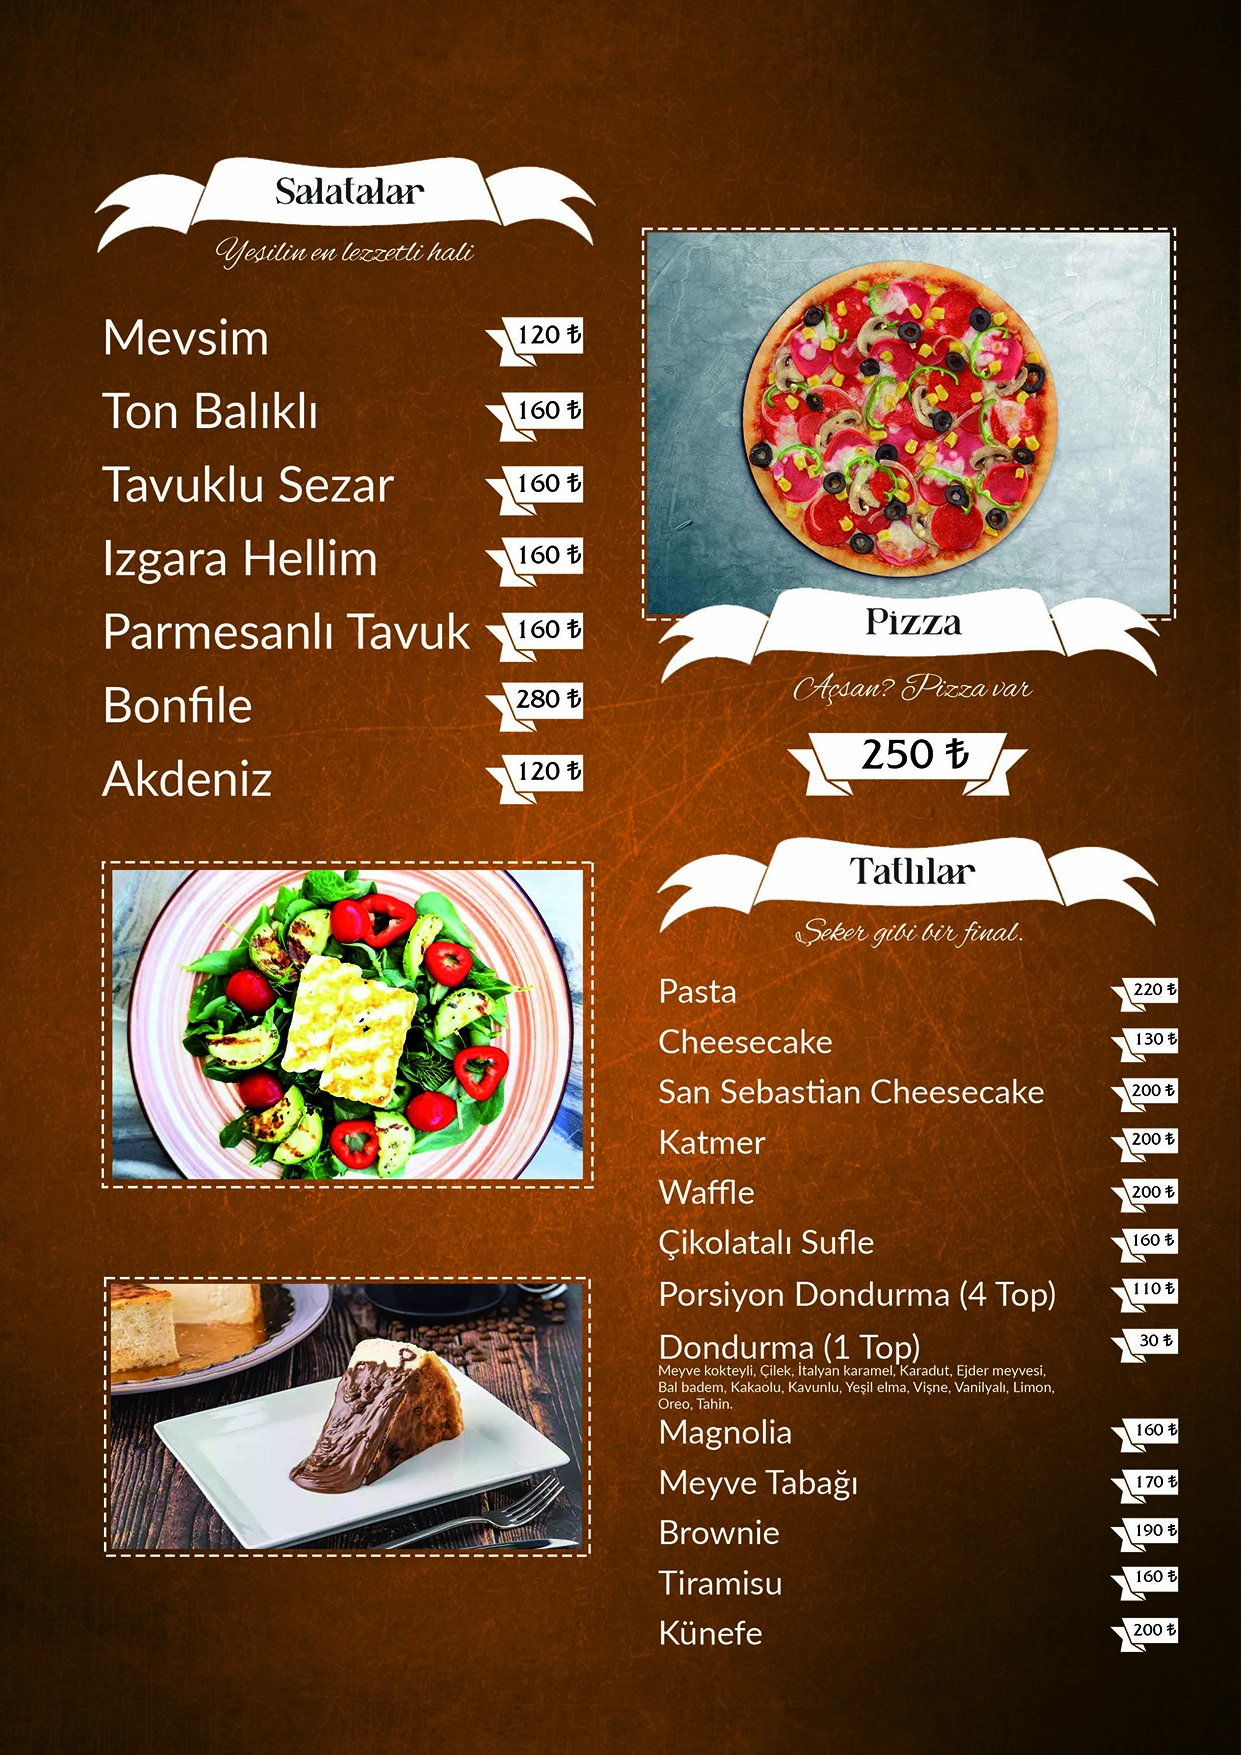 Salatalar
Yeşilin en lezzetli hali
Mevsim 120 ₺
Ton Balıklı 160 ₺
Tavuklu Sezar 160 ₺
Izgara Hellim 160 ₺
Parmesanlı Tavuk 160 ₺
Bonfile 280 ₺
Akdeniz 120 ₺
Pizza
Açsan? Pizza var
250 ₺
Tatlılar
Şeker gibi bir final.
Pasta 220 ₺
Cheesecake 130 ₺
San Sebastian Cheesecake 200 ₺
Katmer 200 ₺
Waffle 200 ₺
Çikolatalı Sufle 160 ₺
Porsiyon Dondurma (4 Top) 110 ₺
Dondurma (1 Top) 30 ₺
Meyve kokteyli, Çilek, İtalyan karamel, Karadut, Ejder meyvesi,
Bal badem, Kakaolu, Kavunlu, Yeşil elma, Vişne, Vanilyalı, Limon,
Oreo, Tahin.
Magnolia 160 ₺
Meyve Tabağı 170 ₺
Brownie 190 ₺
Tiramisu 160 ₺
Künefe 200 ₺